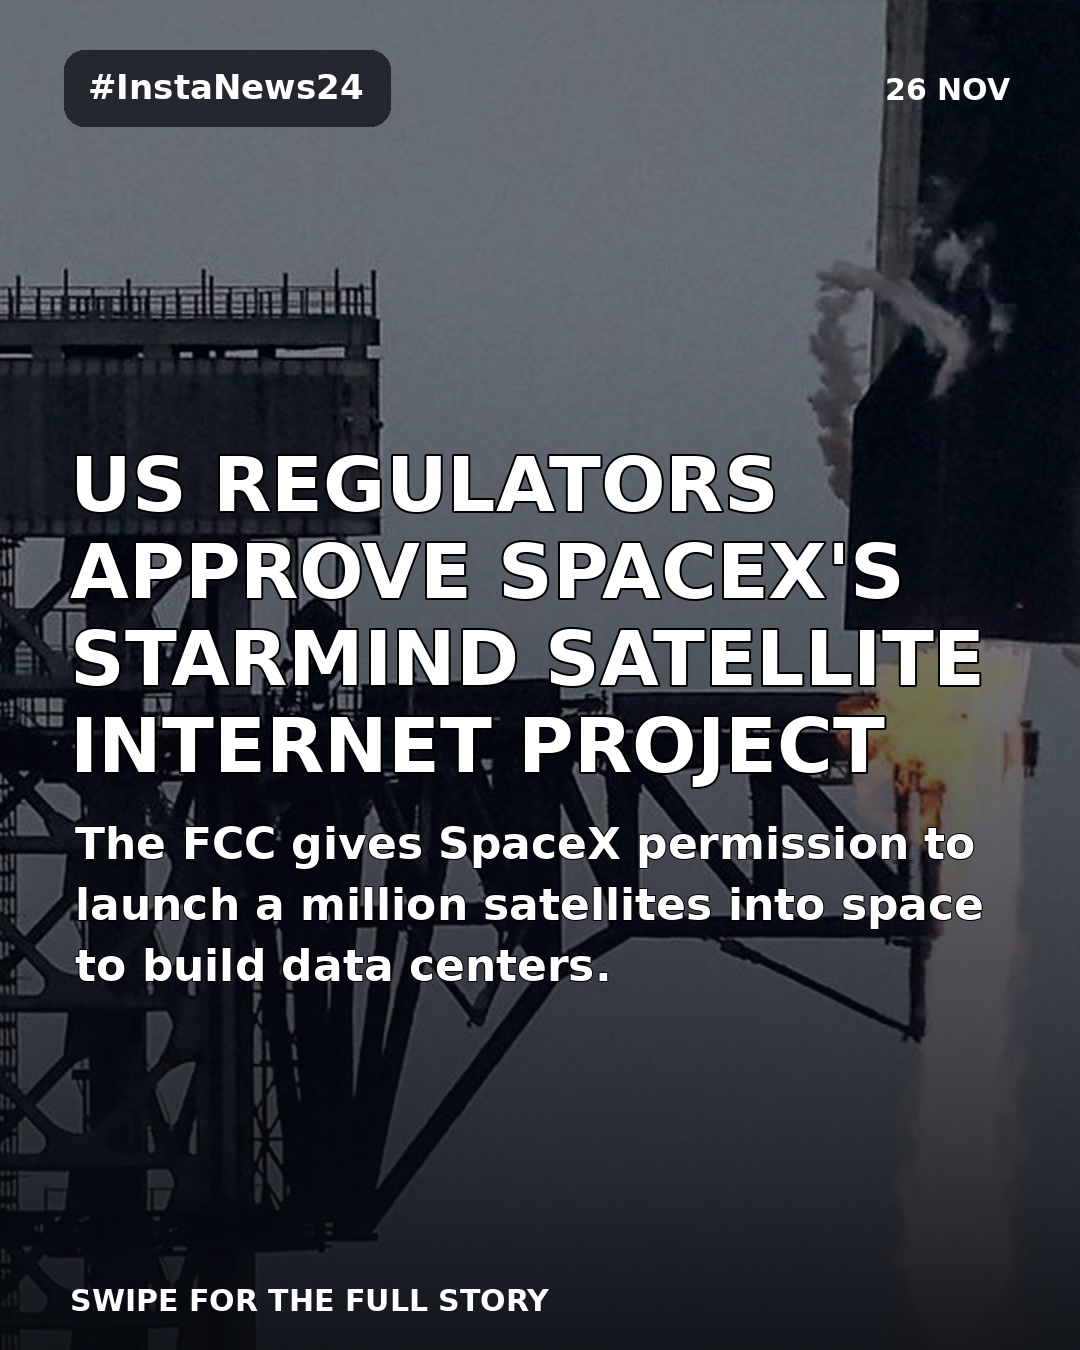 #InstaNews24
26 NOV
US REGULATORS
APPROVE SPACEX'S
STARMIND SATELLITE
INTERNET PROJECT
The FCC gives SpaceX permission to
launch a million satellites into space
to build data centers.
SWIPE FOR THE FULL STORY